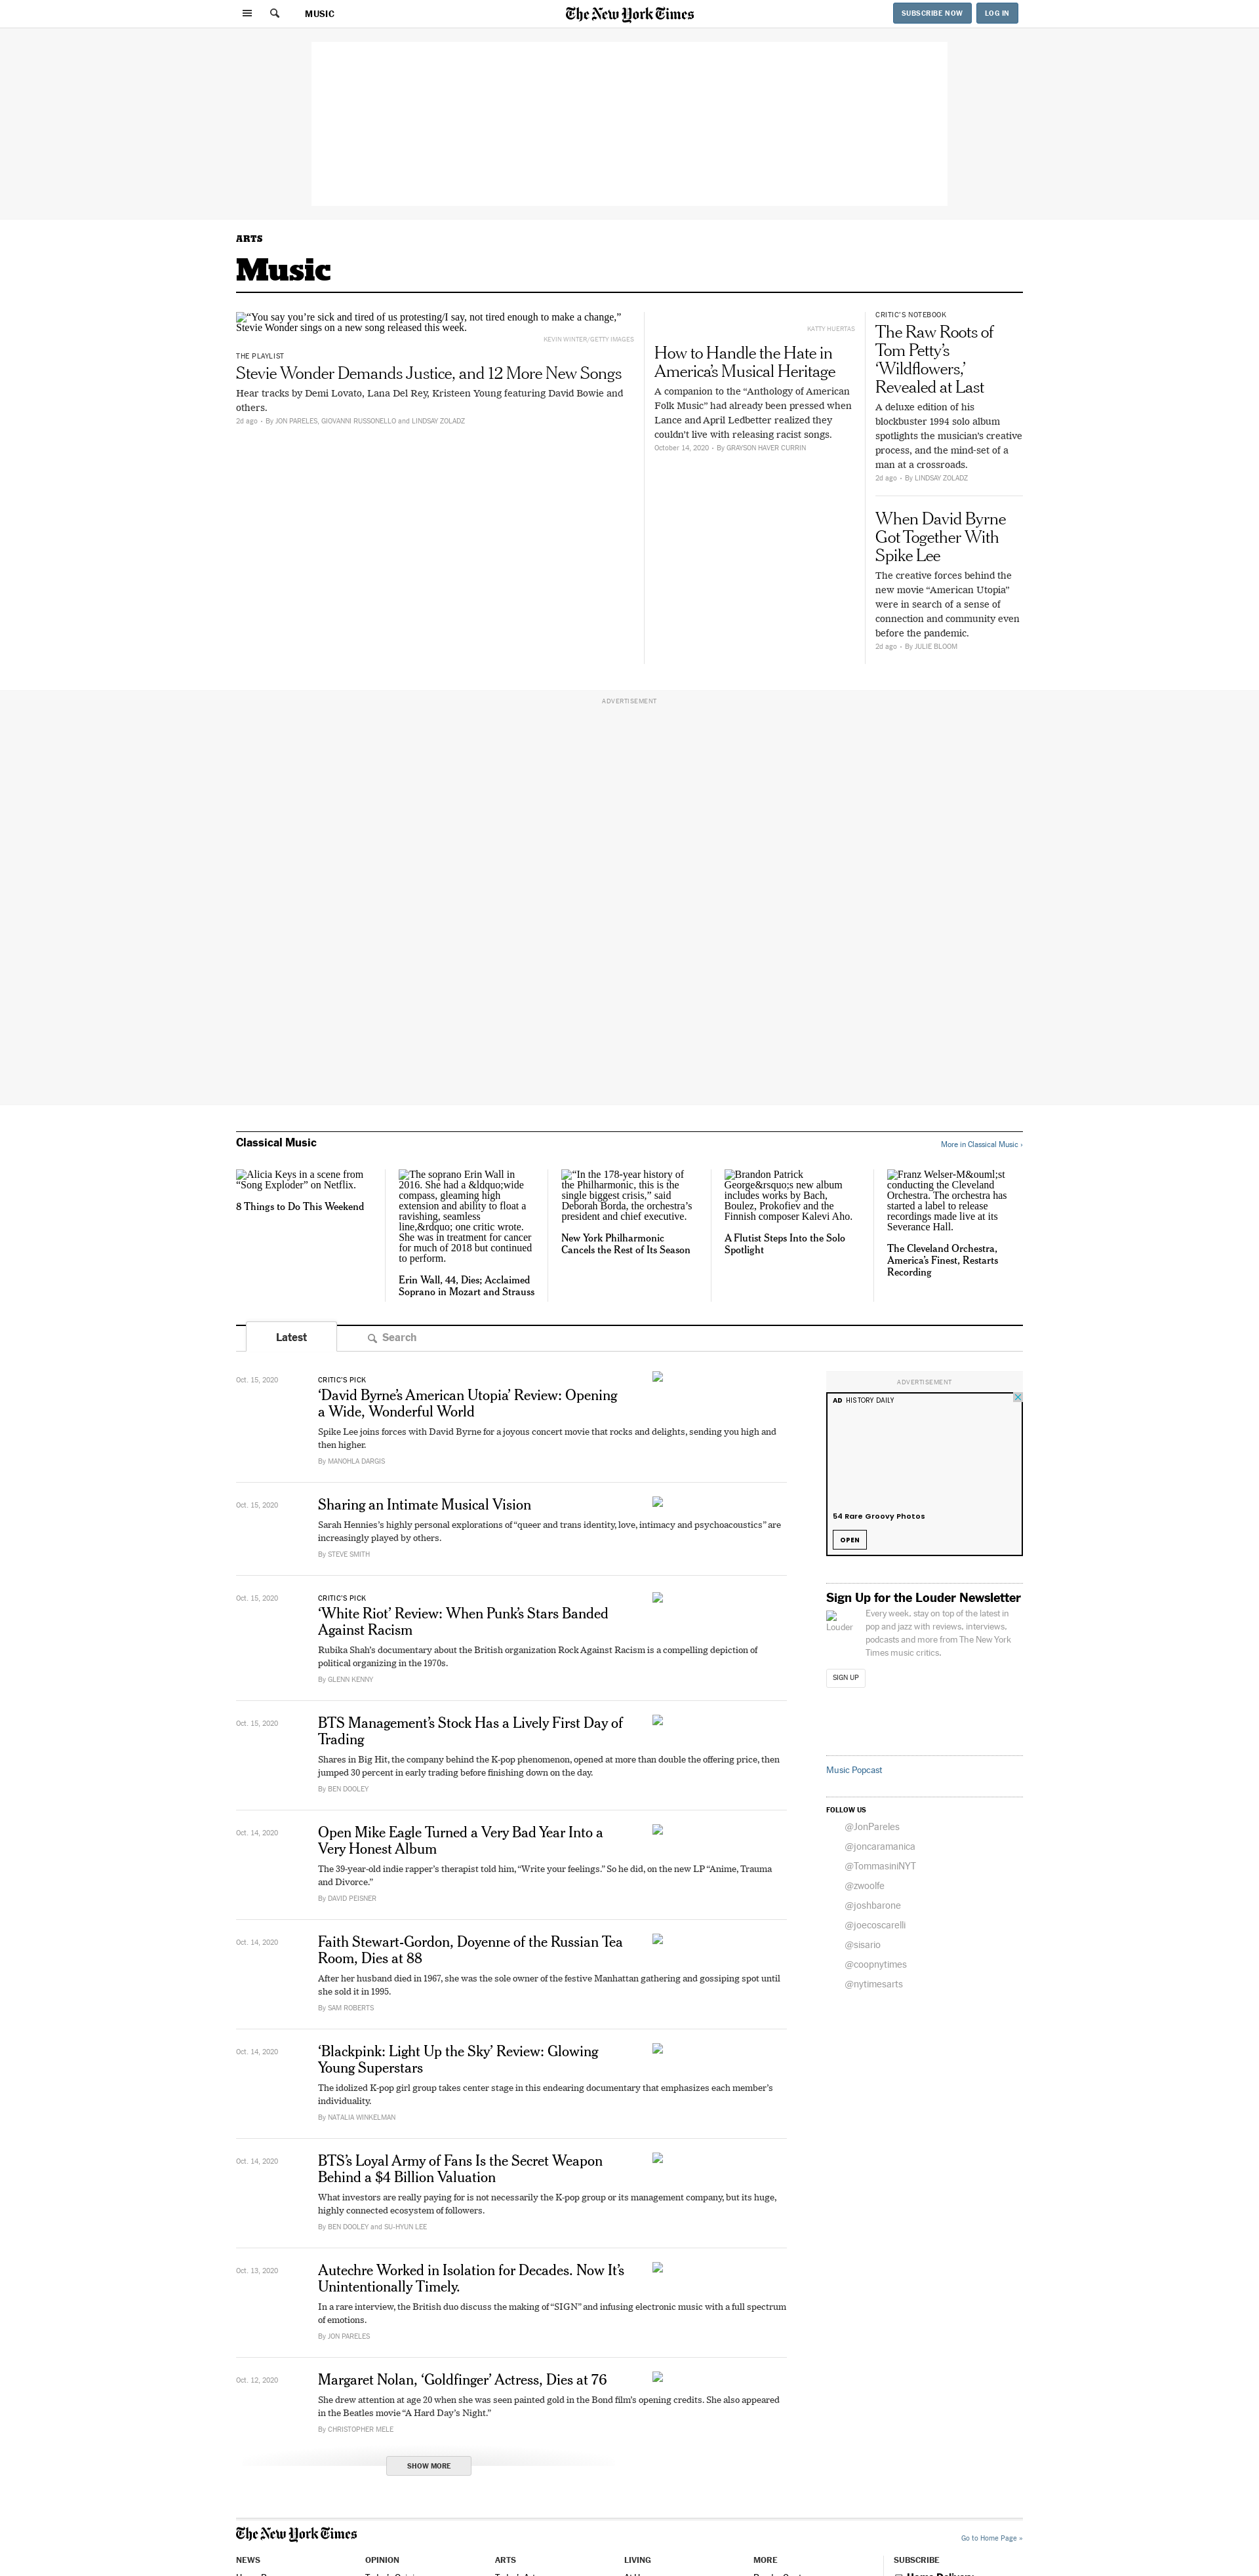 MUSIC
The New York Times
SUBSCRIBE NOW
LOG IN
ARTS
Music
“You say you’re sick and tired of us protesting/I say, not tired enough to make a change,”
Stevie Wonder sings on a new song released this week.
KEVIN WINTER/GETTY IMAGES
THE PLAYLIST
Stevie Wonder Demands Justice, and 12 More New Songs
Hear tracks by Demi Lovato, Lana Del Rey, Kristeen Young featuring David Bowie and
others.
2d ago · By JON PARELES, GIOVANNI RUSSONELLO and LINDSAY ZOLADZ
KATTY HUERTAS
How to Handle the Hate in
America’s Musical Heritage
A companion to the “Anthology of American
Folk Music” had already been pressed when
Lance and April Ledbetter realized they
couldn’t live with releasing racist songs.
October 14, 2020 · By GRAYSON HAVER CURRIN
CRITIC’S NOTEBOOK
The Raw Roots of
Tom Petty’s
‘Wildflowers,’
Revealed at Last
A deluxe edition of his
blockbuster 1994 solo album
spotlights the musician’s creative
process, and the mind-set of a
man at a crossroads.
2d ago · By LINDSAY ZOLADZ
When David Byrne
Got Together With
Spike Lee
The creative forces behind the
new movie “American Utopia”
were in search of a sense of
connection and community even
before the pandemic.
2d ago · By JULIE BLOOM
ADVERTISEMENT
Classical Music
More in Classical Music ›
Alicia Keys in a scene from
“Song Exploder” on Netflix.
8 Things to Do This Weekend
The soprano Erin Wall in
2016. She had a &ldquo;wide
compass, gleaming high
extension and ability to float a
ravishing, seamless
line,&rdquo; one critic wrote.
She was in treatment for cancer
for much of 2018 but continued
to perform.
Erin Wall, 44, Dies; Acclaimed
Soprano in Mozart and Strauss
“In the 178-year history of
the Philharmonic, this is the
single biggest crisis,” said
Deborah Borda, the orchestra’s
president and chief executive.
New York Philharmonic
Cancels the Rest of Its Season
Brandon Patrick
George&rsquo;s new album
includes works by Bach,
Boulez, Prokofiev and the
Finnish composer Kalevi Aho.
A Flutist Steps Into the Solo
Spotlight
Franz Welser-M&ouml;st
conducting the Cleveland
Orchestra. The orchestra has
started a label to release
recordings made live at its
Severance Hall.
The Cleveland Orchestra,
America’s Finest, Restarts
Recording
Latest
Search
Oct. 15, 2020
CRITIC’S PICK
‘David Byrne’s American Utopia’ Review: Opening
a Wide, Wonderful World
Spike Lee joins forces with David Byrne for a joyous concert movie that rocks and delights, sending you high and
then higher.
By MANOHLA DARGIS
Oct. 15, 2020
Sharing an Intimate Musical Vision
Sarah Hennies’s highly personal explorations of “queer and trans identity, love, intimacy and psychoacoustics” are
increasingly played by others.
By STEVE SMITH
Oct. 15, 2020
CRITIC’S PICK
‘White Riot’ Review: When Punk’s Stars Banded
Against Racism
Rubika Shah’s documentary about the British organization Rock Against Racism is a compelling depiction of
political organizing in the 1970s.
By GLENN KENNY
Oct. 15, 2020
BTS Management’s Stock Has a Lively First Day of
Trading
Shares in Big Hit, the company behind the K-pop phenomenon, opened at more than double the offering price, then
jumped 30 percent in early trading before finishing down on the day.
By BEN DOOLEY
Oct. 14, 2020
Open Mike Eagle Turned a Very Bad Year Into a
Very Honest Album
The 39-year-old indie rapper’s therapist told him, “Write your feelings.” So he did, on the new LP “Anime, Trauma
and Divorce.”
By DAVID PEISNER
Oct. 14, 2020
Faith Stewart-Gordon, Doyenne of the Russian Tea
Room, Dies at 88
After her husband died in 1967, she was the sole owner of the festive Manhattan gathering and gossiping spot until
she sold it in 1995.
By SAM ROBERTS
Oct. 14, 2020
‘Blackpink: Light Up the Sky’ Review: Glowing
Young Superstars
The idolized K-pop girl group takes center stage in this endearing documentary that emphasizes each member’s
individuality.
By NATALIA WINKELMAN
Oct. 14, 2020
BTS’s Loyal Army of Fans Is the Secret Weapon
Behind a $4 Billion Valuation
What investors are really paying for is not necessarily the K-pop group or its management company, but its huge,
highly connected ecosystem of followers.
By BEN DOOLEY and SU-HYUN LEE
Oct. 13, 2020
Autechre Worked in Isolation for Decades. Now It’s
Unintentionally Timely.
In a rare interview, the British duo discuss the making of “SIGN” and infusing electronic music with a full spectrum
of emotions.
By JON PARELES
Oct. 12, 2020
Margaret Nolan, ‘Goldfinger’ Actress, Dies at 76
She drew attention at age 20 when she was seen painted gold in the Bond film’s opening credits. She also appeared
in the Beatles movie “A Hard Day’s Night.”
By CHRISTOPHER MELE
SHOW MORE
ADVERTISEMENT
AD HISTORY DAILY
54 Rare Groovy Photos
OPEN
Sign Up for the Louder Newsletter
Louder
Every week, stay on top of the latest in
pop and jazz with reviews, interviews,
podcasts and more from The New York
Times music critics.
SIGN UP
Music Popcast
FOLLOW US
@JonPareles
@joncaramanica
@TommasiniNYT
@zwoolfe
@joshbarone
@joecoscarelli
@sisario
@coopnytimes
@nytimesarts
The New York Times
Go to Home Page »
NEWS
OPINION
ARTS
LIVING
MORE
SUBSCRIBE